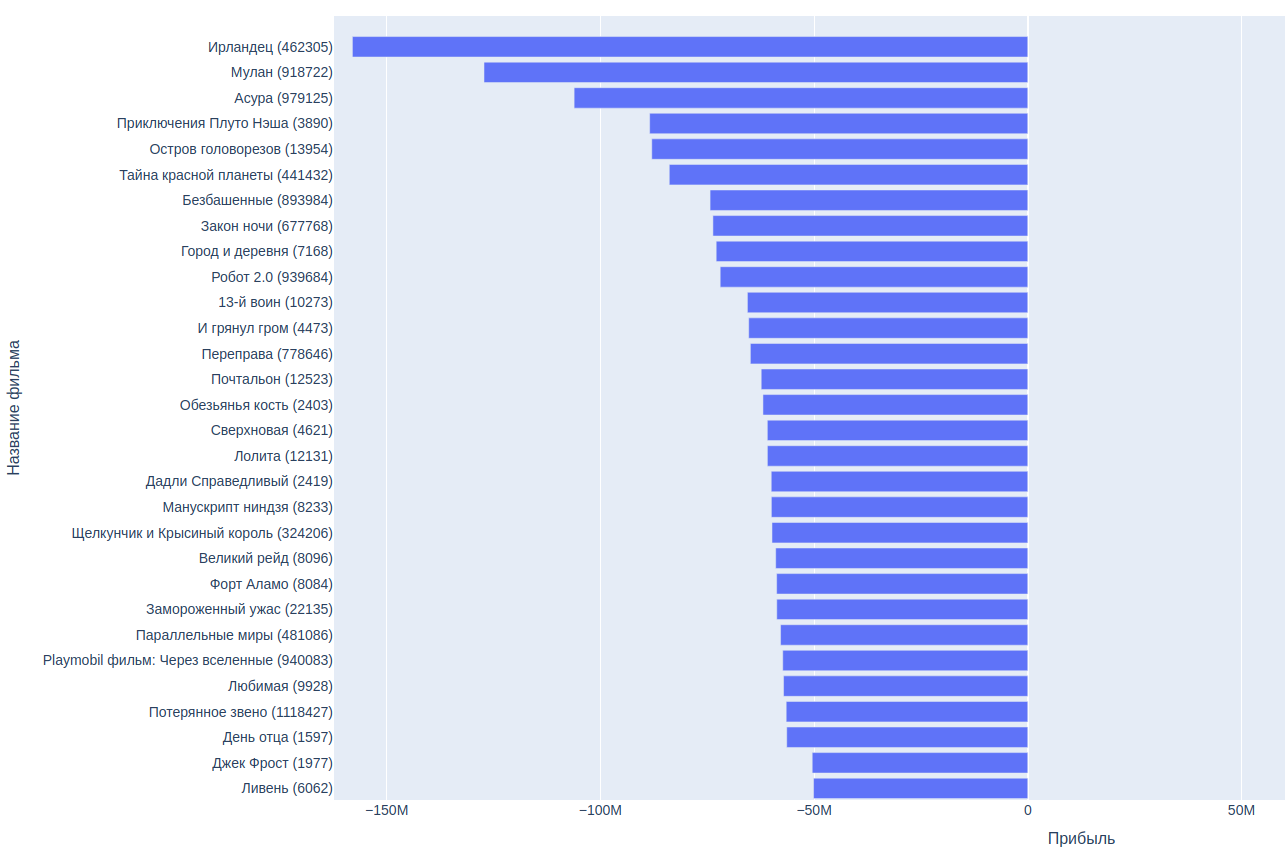 Ирландец (462305)
Мулан (918722)
Асура (979125)
Приключения Плуто Нэша (3890)
Остров головорезов (13954)
Тайна красной планеты (441432)
Безбашенные (893984)
Закон ночи (677768)
Город и деревня (7168)
Робот 2.0 (939684)
13-й воин (10273)
И грянул гром (4473)
Переправа (778646)
Почтальон (12523)
Обезьянья кость (2403)
Сверхновая (4621)
Лолита (12131)
Дадли Справедливый (2419)
Манускрипт ниндзя (8233)
Щелкунчик и Крысиный король (324206)
Великий рейд (8096)
Форт Аламо (8084)
Замороженный ужас (22135)
Параллельные миры (481086)
Playmobil фильм: Через вселенные (940083)
Любимая (9928)
Потерянное звено (1118427)
День отца (1597)
Джек Фрост (1977)
Ливень (6062)
−150M −100M −50M 0 50M
Прибыль
Название фильма